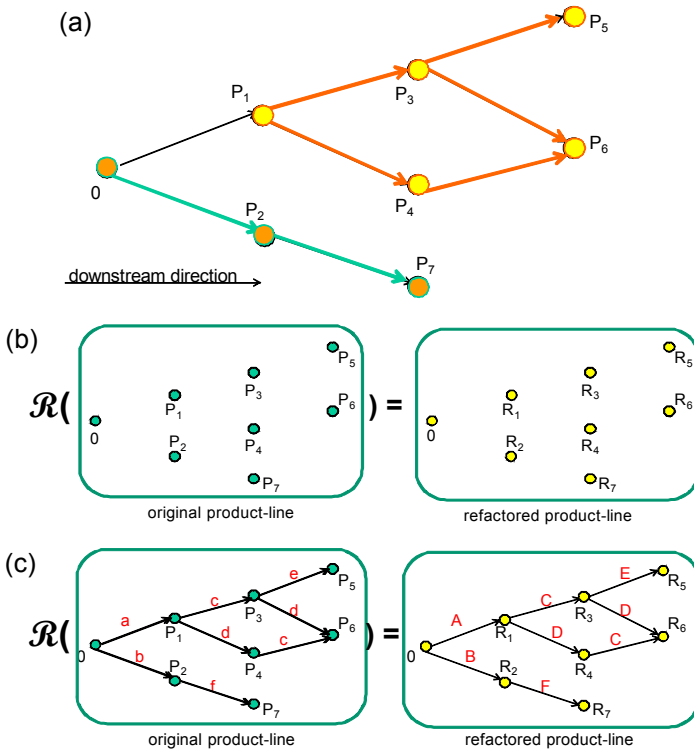 (a)
P5
P1
P3
P6
0
P4
P2
P7
downstream direction
(b)
ℛ( ) =
P5
P3
P1
P6
0
P2
P4
P7
original product-line
R5
R3
R1
R6
0
R2
R4
R7
refactored product-line
(c)
ℛ( ) =
e
P5
c
P3
d
a
P6
P1
d
c
0
P4
b
P2
f
P7
original product-line
E
R5
C
R3
D
A
R1
R6
D
C
0
R4
B
R2
F
R7
refactored product-line